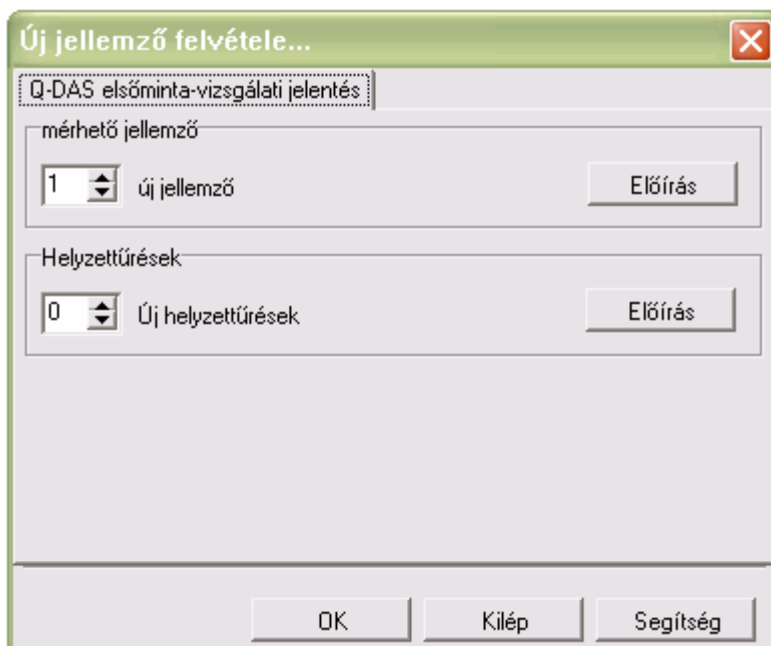 Új jellemző felvétele...
Q-DAS elsőminta-vizsgálati jelentés
mérhető jellemző
1 új jellemző Előírás
Helyzettűrések
0 Új helyzettűrések Előírás
OK Kilép Segítség